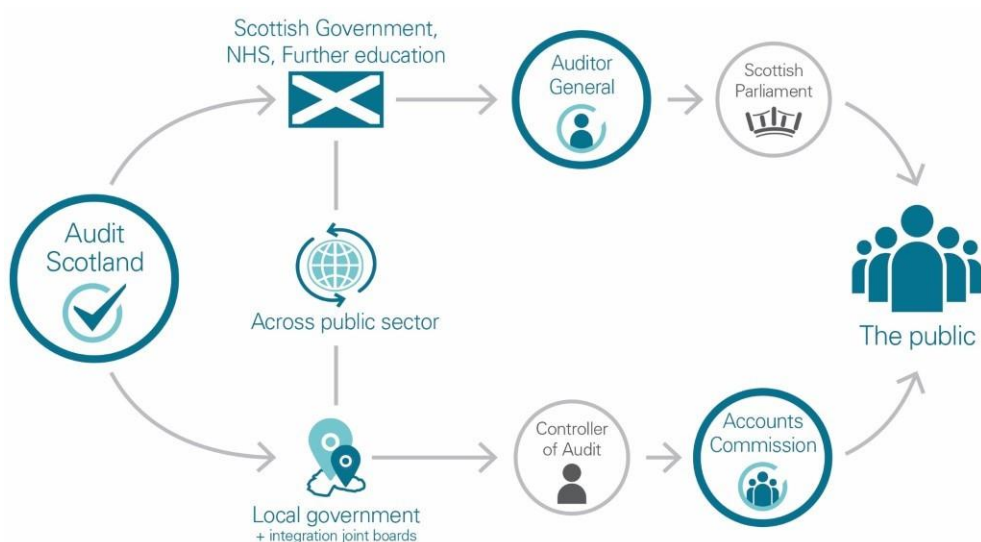 Scottish Government,
NHS, Further education
Auditor
General
Scottish
Parliament
Audit
Scotland
Across public sector
The public
Controller
of Audit
Accounts
Commission
Local government
+ integration joint boards